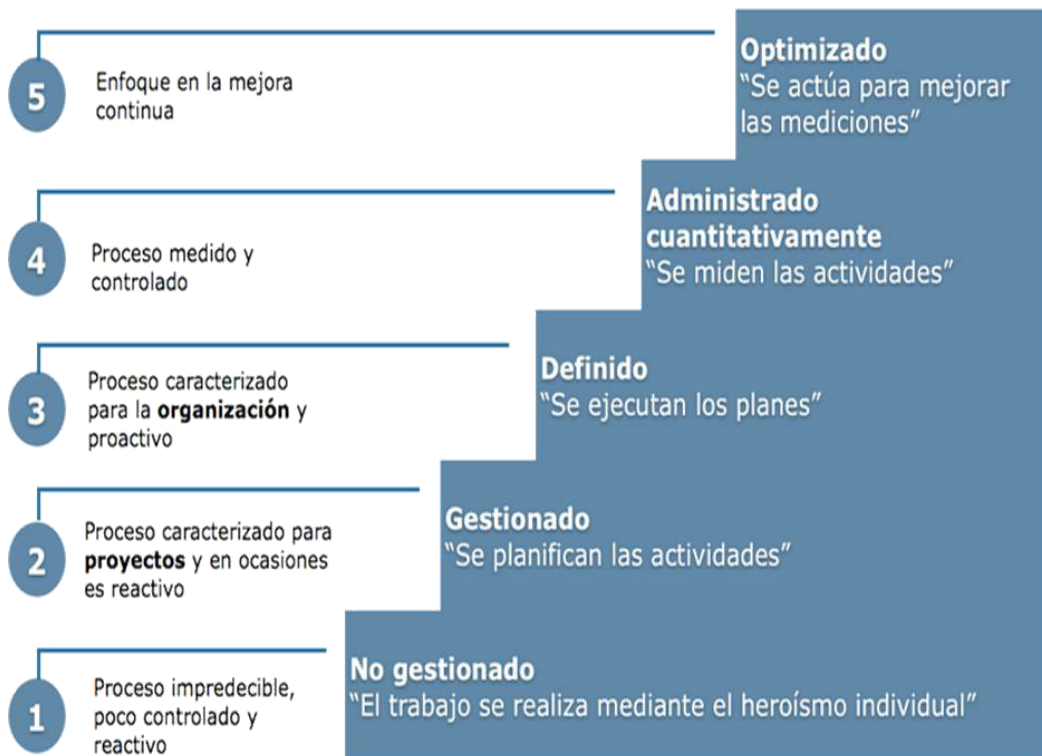 5
Enfoque en la mejora
continua
Optimizado
“Se actúa para mejorar
las mediciones”
4
Proceso medido y
controlado
Administrado
cuantitativamente
“Se miden las actividades”
3
Proceso caracterizado
para la organización y
proactivo
Definido
“Se ejecutan los planes”
2
Proceso caracterizado para
proyectos y en ocasiones
es reactivo
Gestionado
“Se planifican las actividades”
1
Proceso impredecible,
poco controlado y
reactivo
No gestionado
“El trabajo se realiza mediante el heroísmo individual”